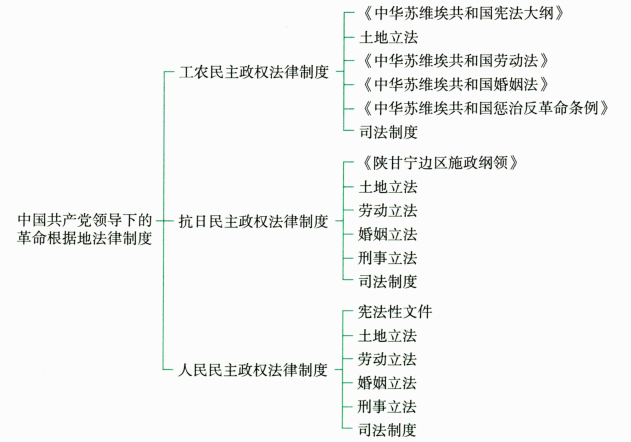 中国共产党领导下的
革命根据地法律制度
工农民主政权法律制度
《中华苏维埃共和国宪法大纲》
土地立法
《中华苏维埃共和国劳动法》
《中华苏维埃共和国婚姻法》
《中华苏维埃共和国惩治反革命条例》
司法制度
抗日民主政权法律制度
《陕甘宁边区施政纲领》
土地立法
劳动立法
婚姻立法
刑事立法
司法制度
人民民主政权法律制度
宪法性文件
土地立法
劳动立法
婚姻立法
刑事立法
司法制度